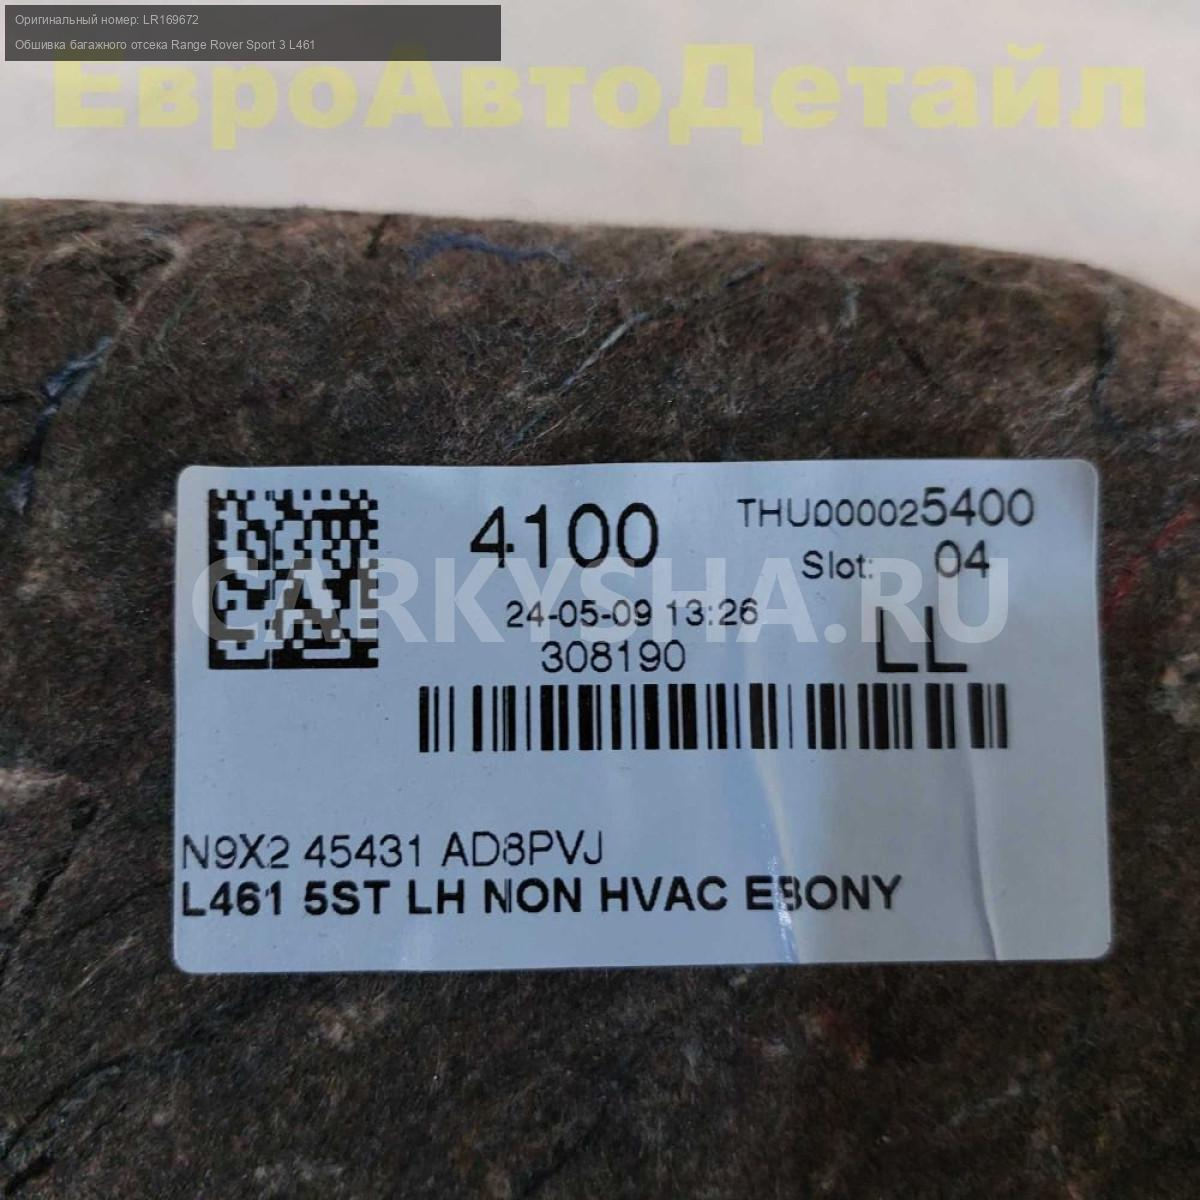 Оригинальный номер: LR169672
Обшивка багажного отсека Range Rover Sport 3 L461
ЕвроАвтоДетайл
4100
THU000025400
Slot: 04
24-05-09 13:26
308190
LL
CARKYSHA.RU
N9X2 45431 AD8PVJ
L461 5ST LH NON HVAC EBONY